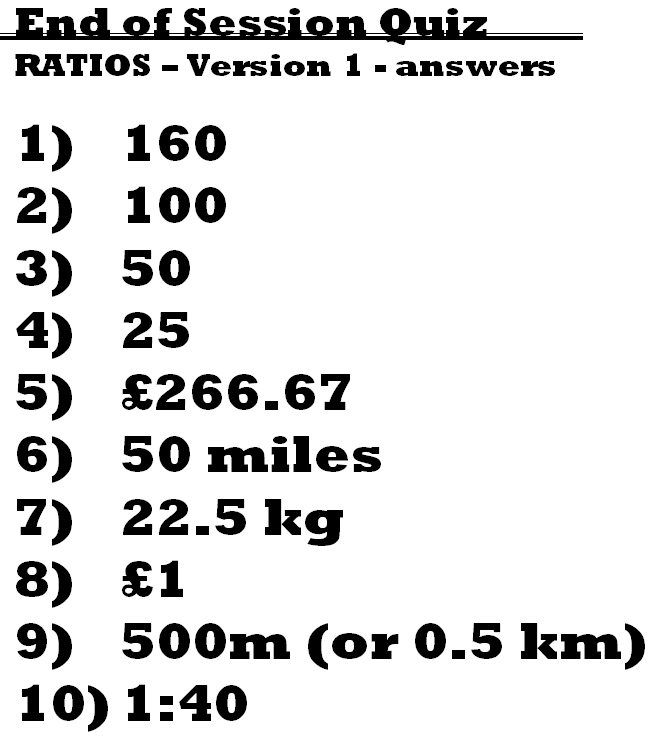 End of Session Quiz
RATIOS – Version 1 - answers
1) 160
2) 100
3) 50
4) 25
5) £266.67
6) 50 miles
7) 22.5 kg
8) £1
9) 500m (or 0.5 km)
10) 1:40